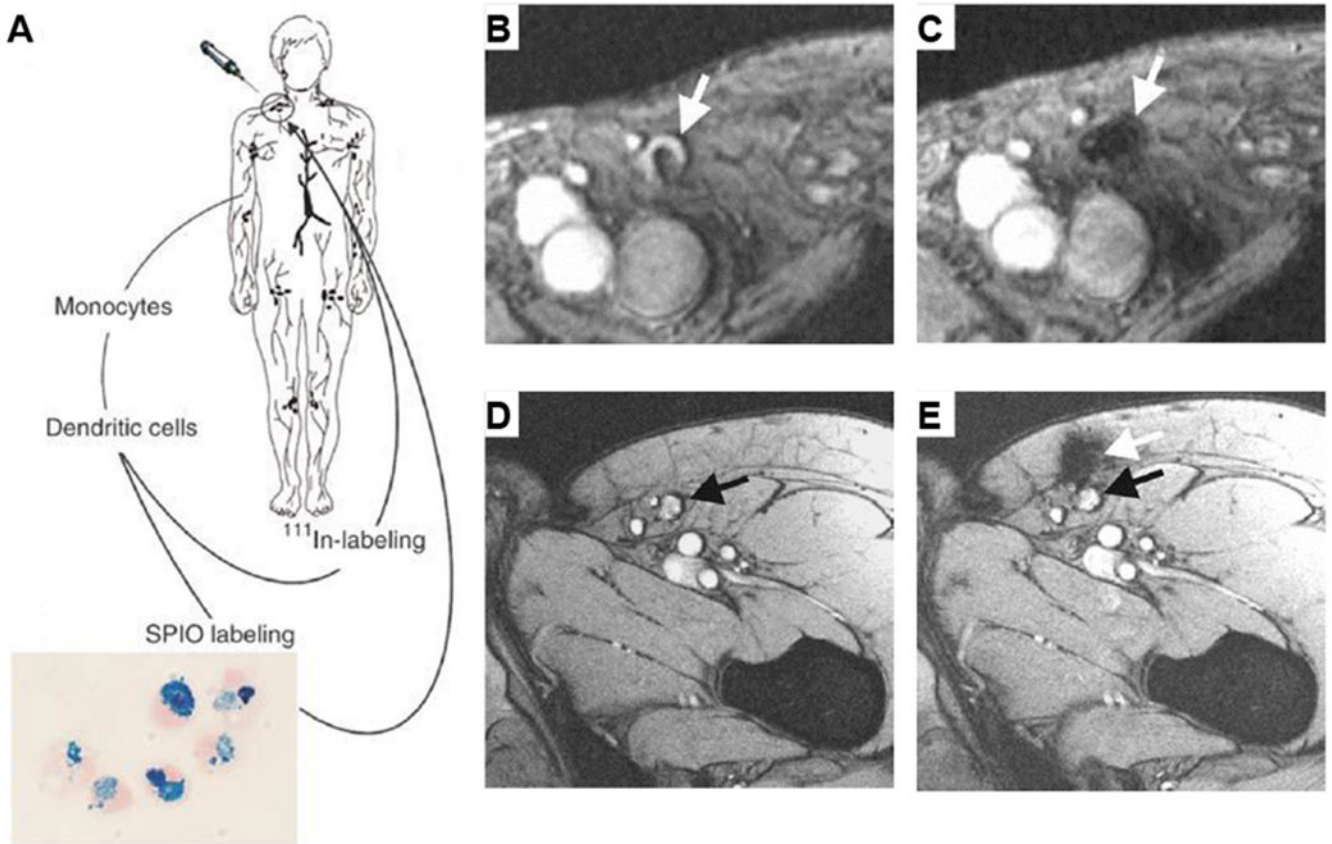 A
B
C
Monocytes
Dendritic cells
¹¹¹In-labeling
SPIO labeling
D
E